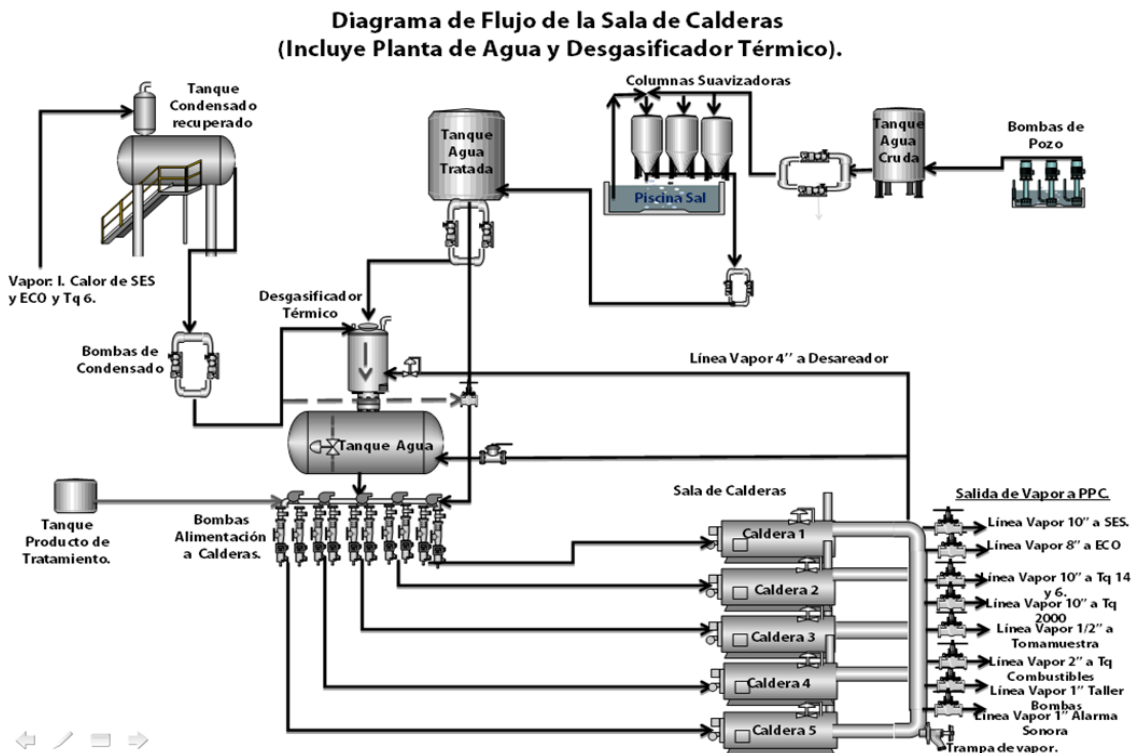 Diagrama de Flujo de la Sala de Calderas
(Incluye Planta de Agua y Desgasificador Térmico).
Tanque
Condensado
recuperado
Columnas Suavizadoras
Tanque
Agua
Tratada
Tanque
Agua
Cruda
Bombas de
Pozo
Piscina Sal
Vapor: I. Calor de SES
y ECO y Tq 6.
Desgasificador
Térmico
Bombas de
Condensado
Línea Vapor 4’’ a Desareador
Tanque Agua
Sala de Calderas
Salida de Vapor a PPC.
Tanque
Producto de
Tratamiento.
Bombas
Alimentación
a Calderas.
Caldera 1
Caldera 2
Caldera 3
Caldera 4
Caldera 5
Línea Vapor 10’’ a SES.
Línea Vapor 8’’ a ECO
Línea Vapor 10’’ a Tq 14
y 6.
Línea Vapor 10’’ a Tq
2000
Línea Vapor 1/2’’ a
Tomamuestra
Línea Vapor 2’’ a Tq
Combustibles
Línea Vapor 1’’ Taller
Bombas
Línea Vapor 1’’ Alarma
Sonora
Trampa de vapor.